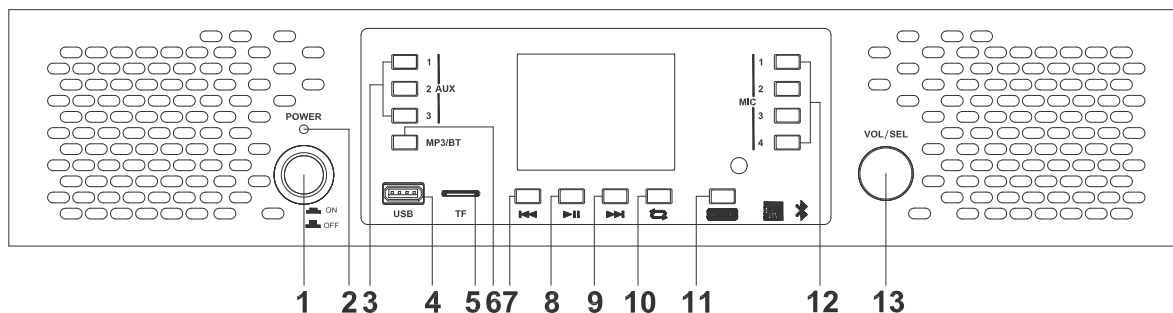 POWER
ON
OFF
1
2
3
AUX
MP3/BT
USB
TF
MIC
1
2
3
4
VOL/SEL
1 2 3 4 5 6 7 8 9 10 11 12 13